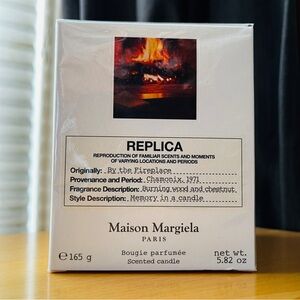 REPLICA
REPRODUCTION OF FAMILIAR SCENTS AND MOMENTS
OF VARYING LOCATIONS AND PERIODS
Originally: By the Fireplace
Provenance and Period: Chamonix, 1971
Fragrance Description: Burning wood and chestnut
Style Description: Memory in a candle
Maison Margiela
PARIS
℮ 165 g
Bougie parfumée
Scented candle
net wt.
5.82 oz